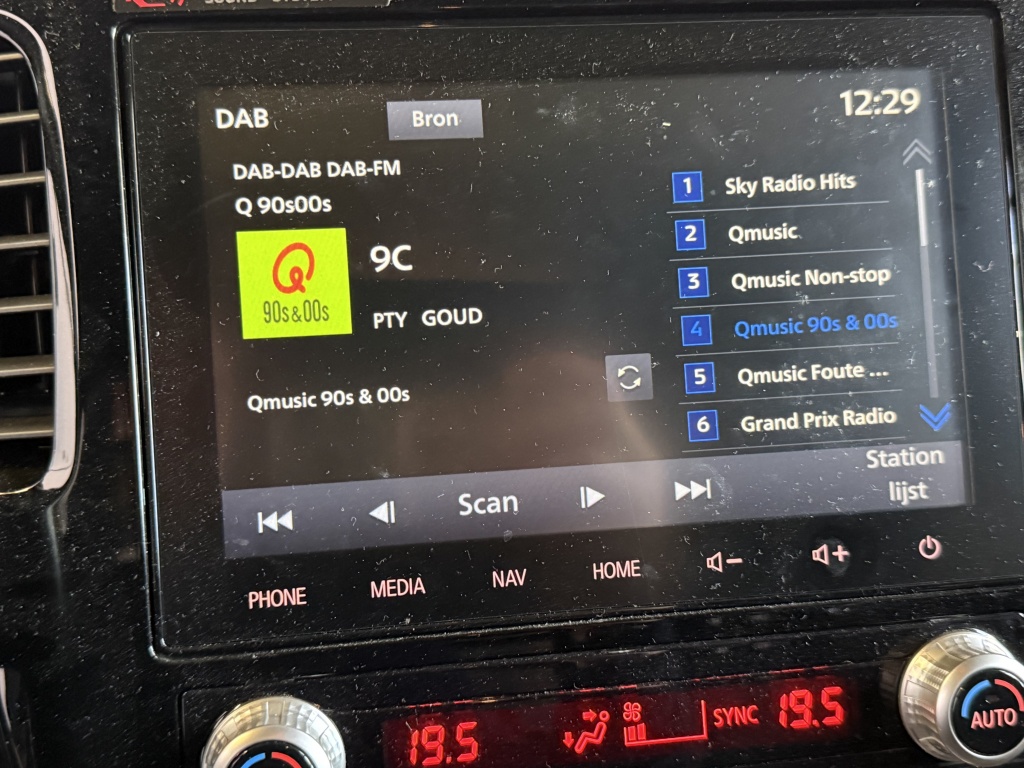 SOUND SYSTEM
DAB
Bron
12:29
DAB-DAB DAB-FM
Q 90s00s
Q
90s&00s
9C
PTY GOUD
Qmusic 90s & 00s
1 Sky Radio Hits
2 Qmusic
3 Qmusic Non-stop
4 Qmusic 90s & 00s
5 Qmusic Foute ...
6 Grand Prix Radio
Scan
Station
lijst
PHONE
MEDIA
NAV
HOME
19.5
SYNC
19.5
AUTO